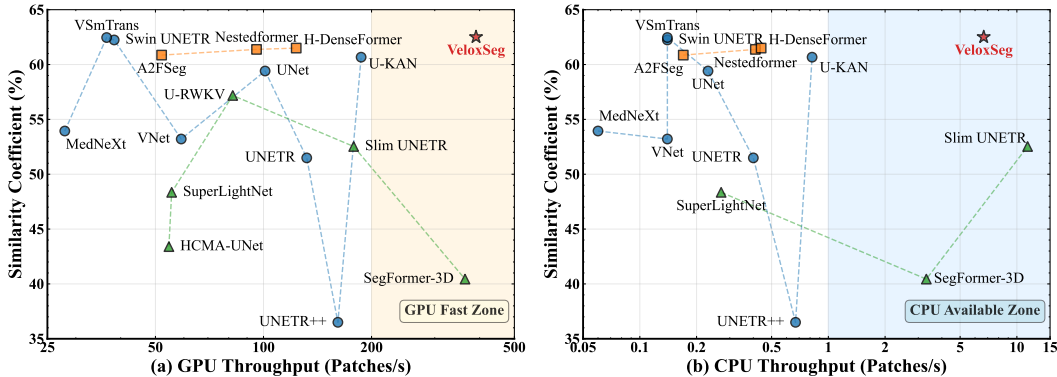 Similarity Coefficient (%)
65
60
55
50
45
40
35
VSmTrans
Swin UNETR
Nestedformer
H-DenseFormer
VeloxSeg
A2FSeg
UNet
U-KAN
U-RWKV
MedNeXt
VNet
UNETR
Slim UNETR
SuperLightNet
HCMA-UNet
SegFormer-3D
UNETR++
GPU Fast Zone
25
50
100
200
500
(a) GPU Throughput (Patches/s)
Similarity Coefficient (%)
65
60
55
50
45
40
35
VSmTrans
Swin UNETR
H-DenseFormer
VeloxSeg
A2FSeg
Nestedformer
U-KAN
UNet
MedNeXt
VNet
UNETR
Slim UNETR
SuperLightNet
SegFormer-3D
UNETR++
CPU Available Zone
0.05
0.1
0.2
0.5
1
2
5
10
15
(b) CPU Throughput (Patches/s)